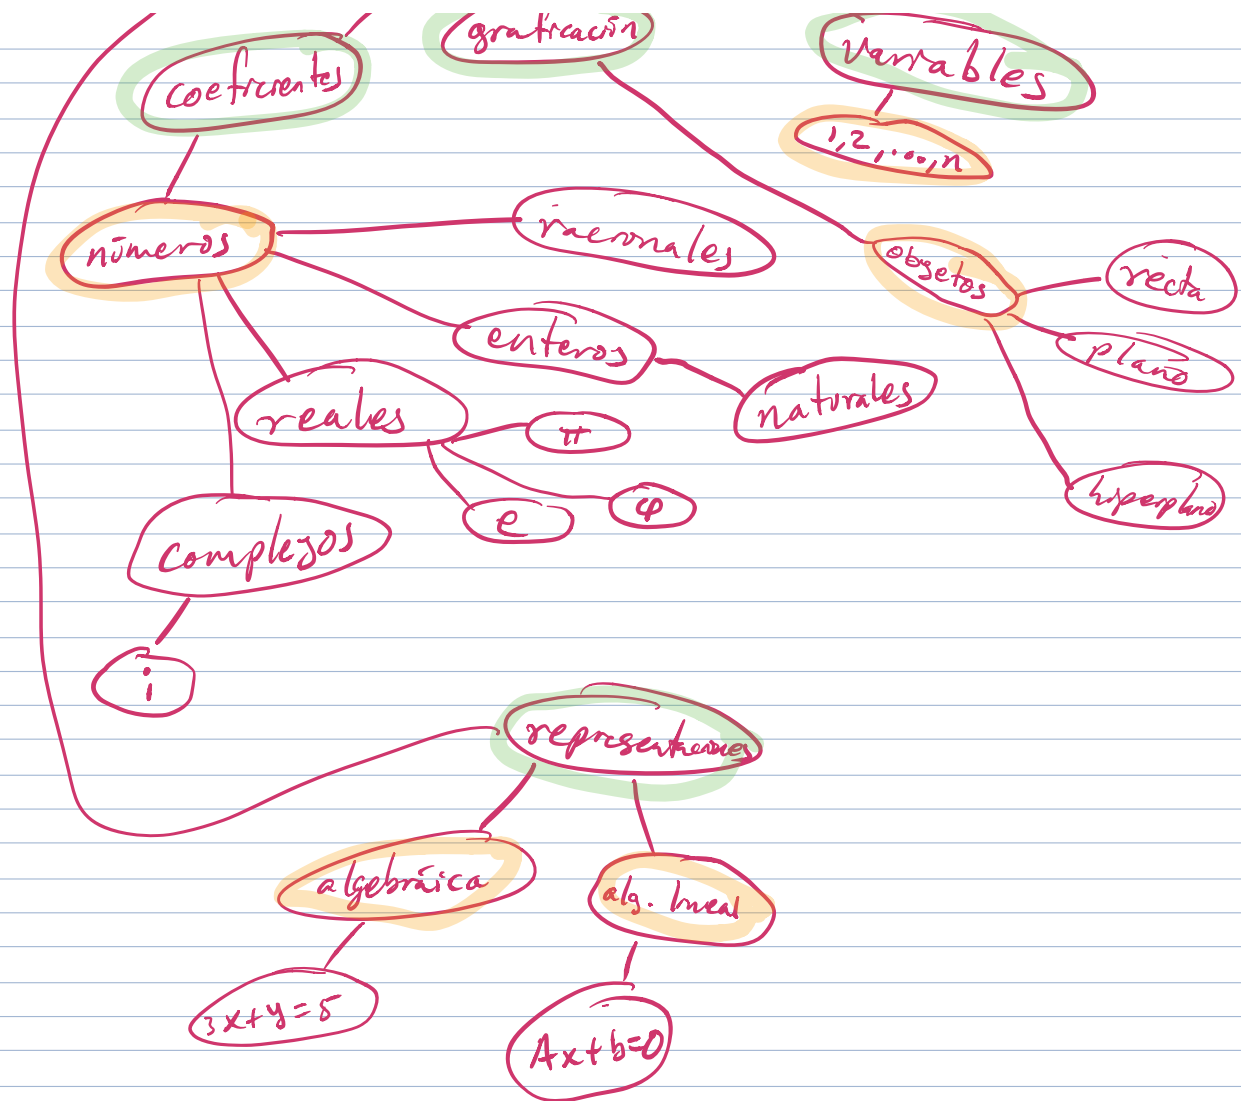 graficación
variables
coeficientes
1,2,...,n
números
racionales
objetos
recta
enteros
plano
reales
naturales
π
φ
e
hiperplano
complejos
i
representaciones
algebráica
alg. lineal
3x+y=5
Ax+b=0